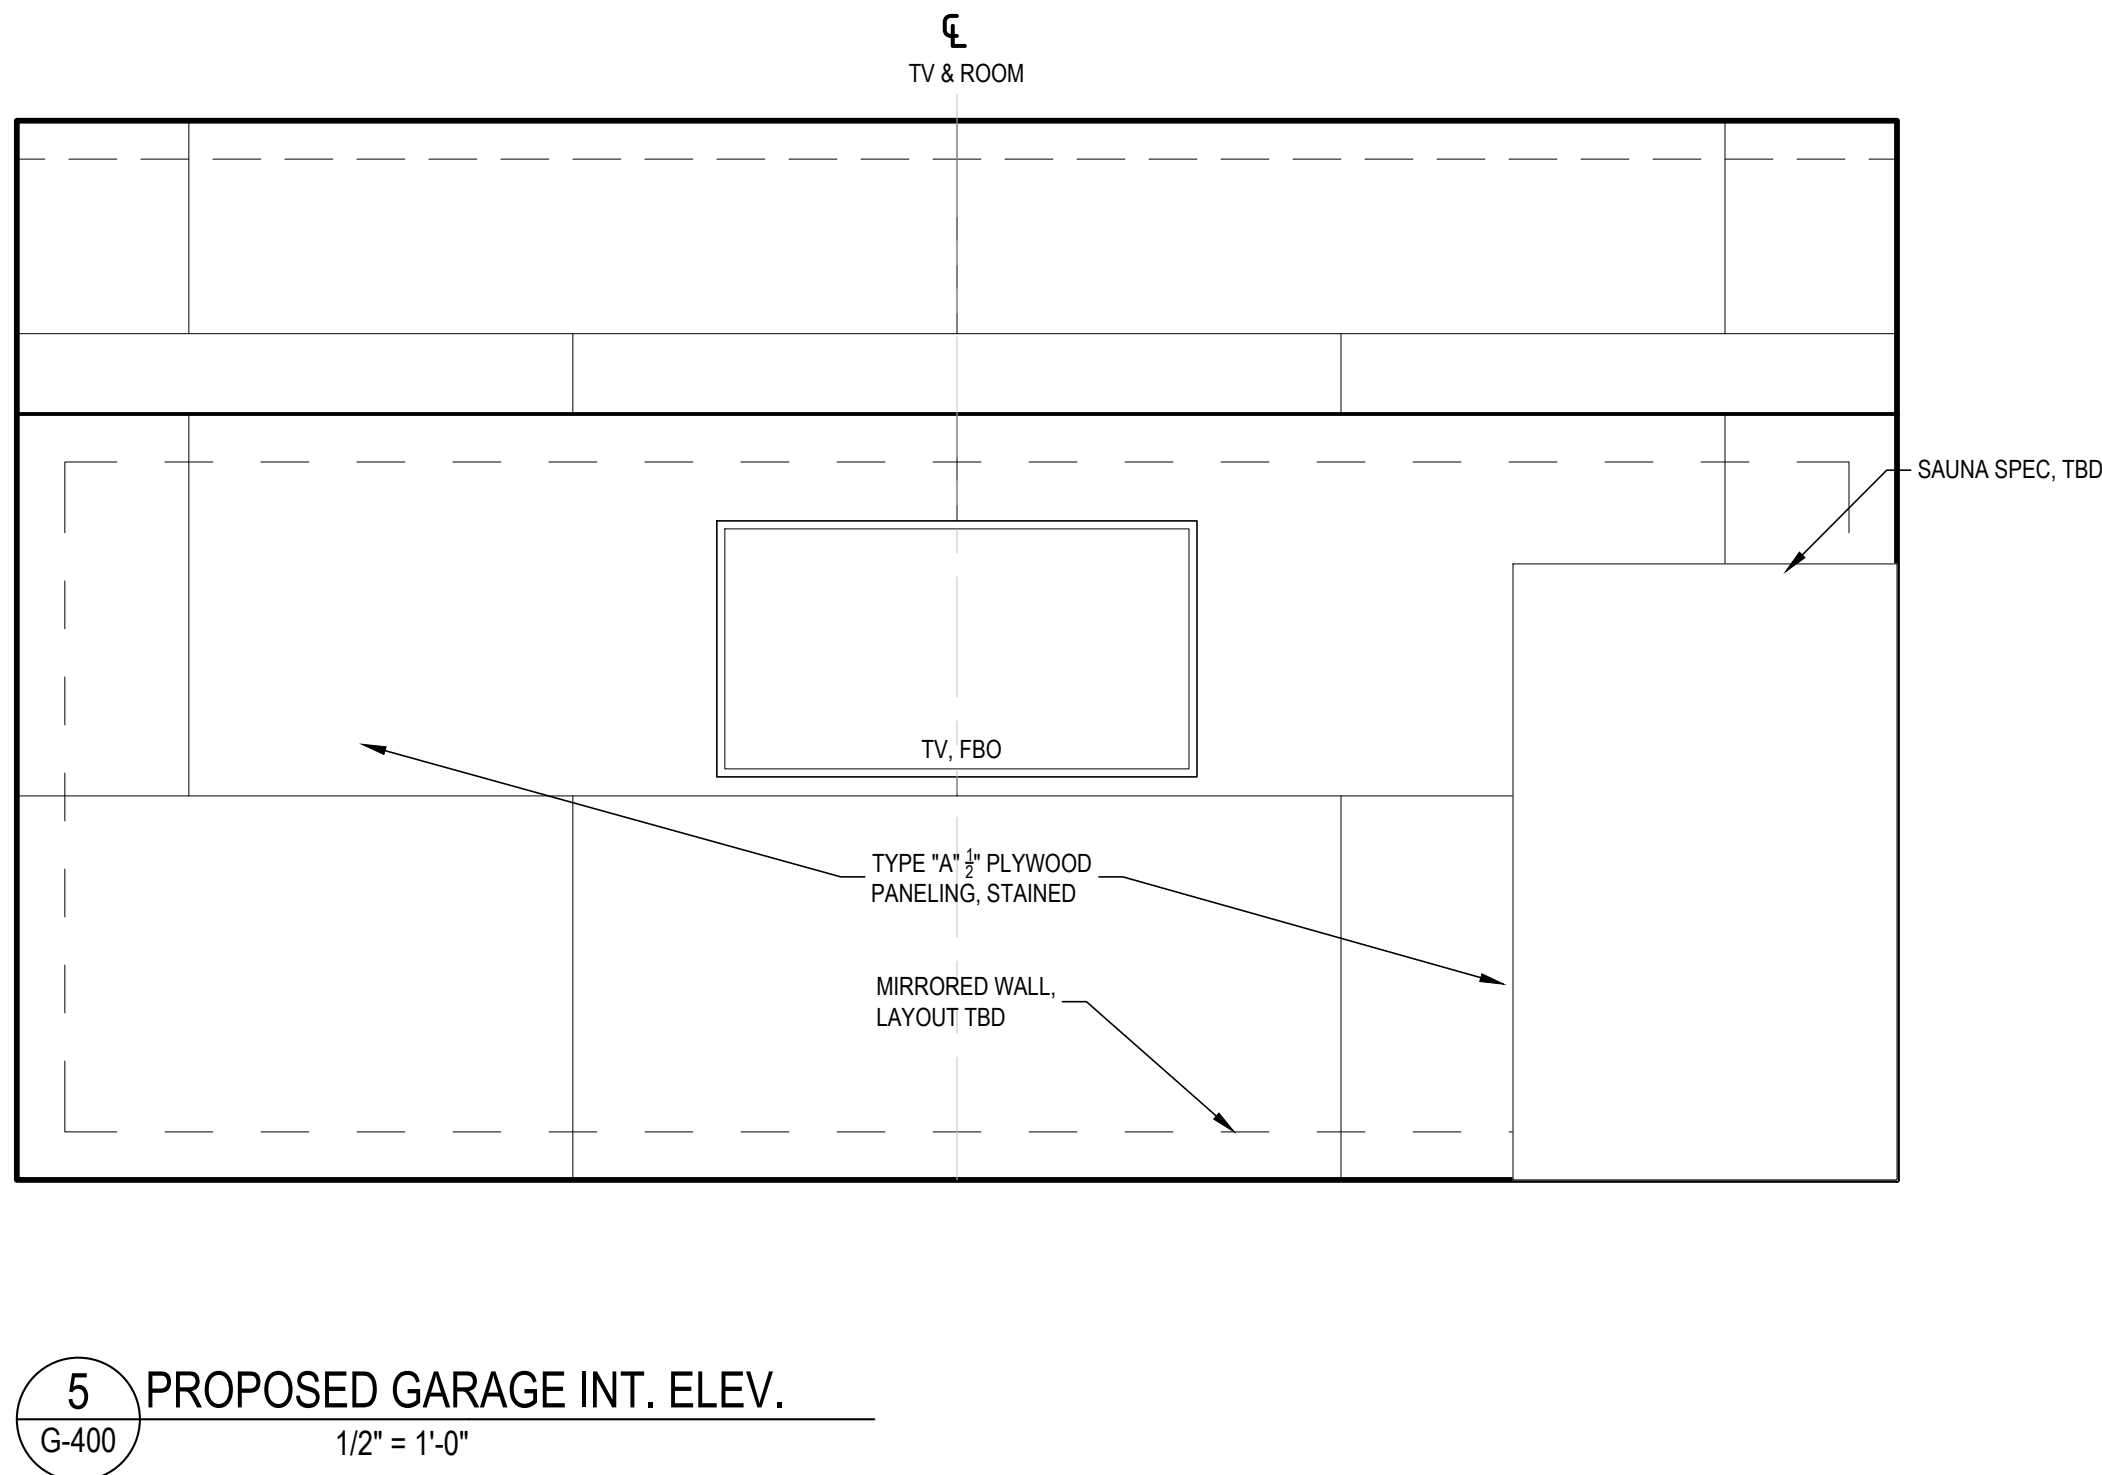 ℄
TV & ROOM
SAUNA SPEC, TBD
TV, FBO
TYPE "A" ½" PLYWOOD
PANELING, STAINED
MIRRORED WALL,
LAYOUT TBD
5
PROPOSED GARAGE INT. ELEV.
G-400
1/2" = 1'-0"